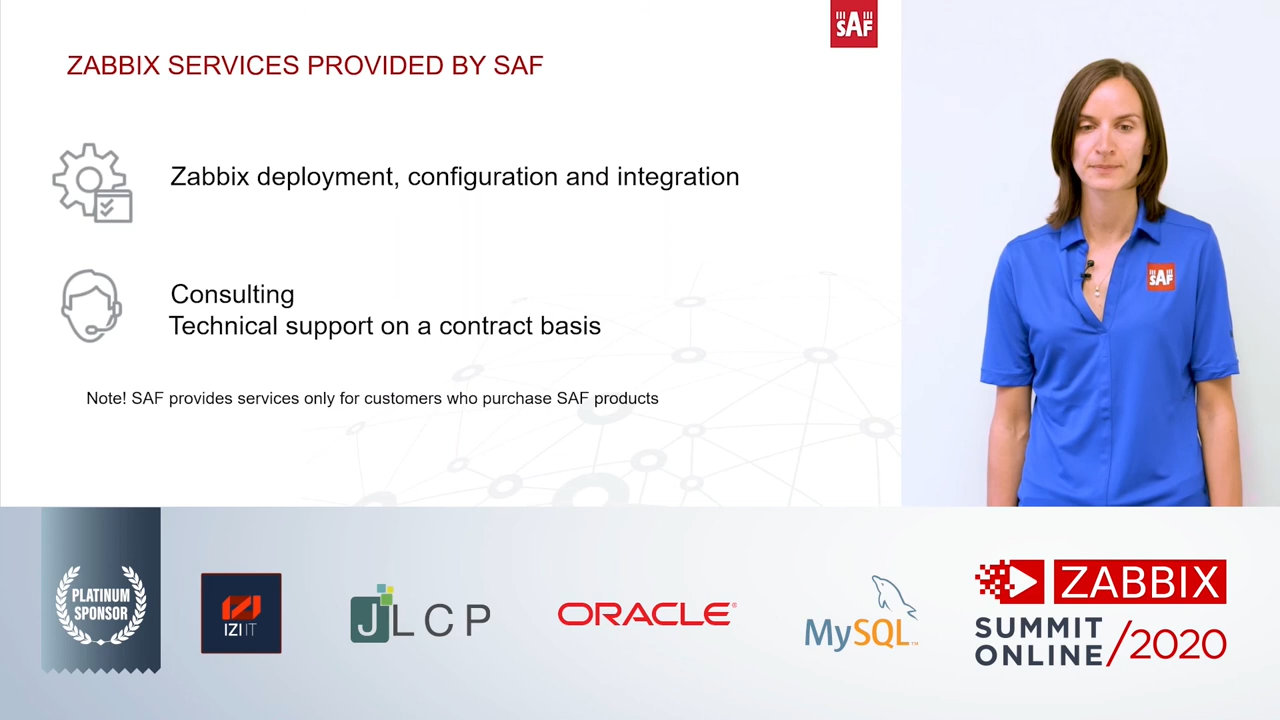 SAF
ZABBIX SERVICES PROVIDED BY SAF
Zabbix deployment, configuration and integration
Consulting
Technical support on a contract basis
Note! SAF provides services only for customers who purchase SAF products
SAF
PLATINUM
SPONSOR
IZI IT
JLCP
ORACLE®
MySQL™
ZABBIX
SUMMIT
ONLINE/2020